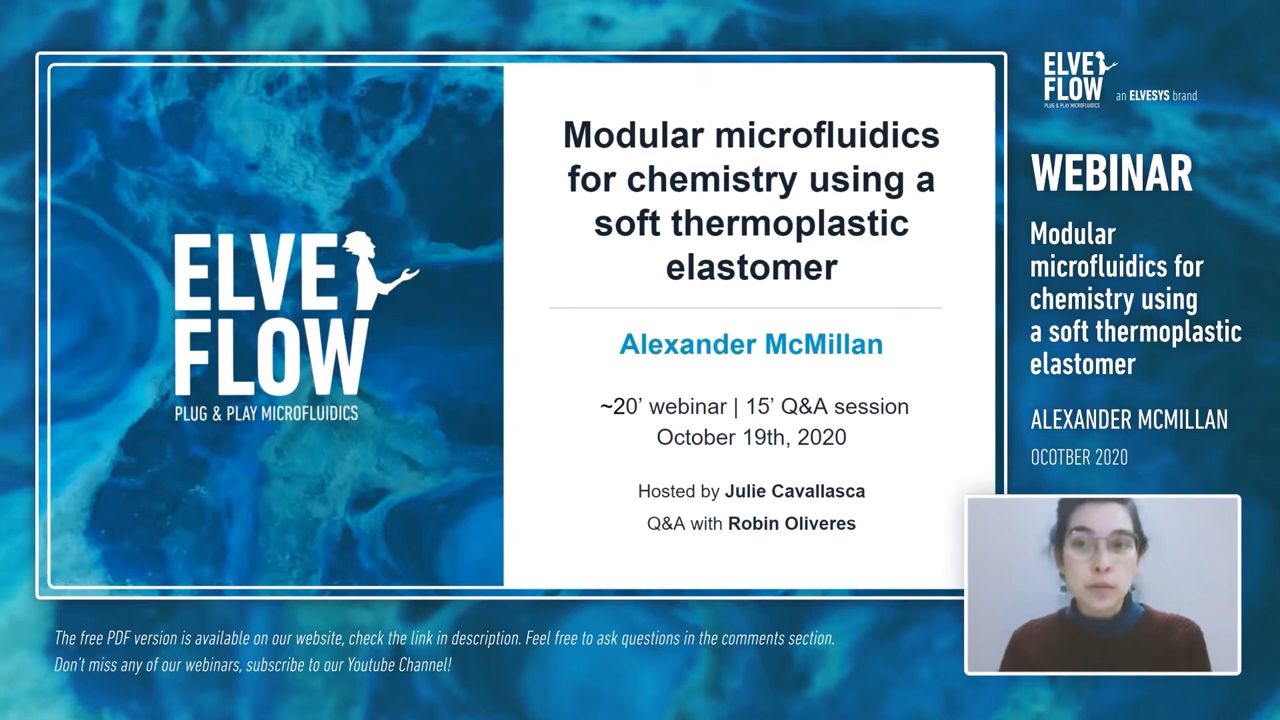 ELVE
FLOW
PLUG & PLAY MICROFLUIDICS
Modular microfluidics
for chemistry using a
soft thermoplastic
elastomer
Alexander McMillan
~20’ webinar | 15’ Q&A session
October 19th, 2020
Hosted by Julie Cavallasca
Q&A with Robin Oliveres
ELVE
FLOW
PLUG & PLAY MICROFLUIDICS
an ELVESYS brand
WEBINAR
Modular
microfluidics for
chemistry using
a soft thermoplastic
elastomer
ALEXANDER MCMILLAN
OCOTBER 2020
The free PDF version is available on our website, check the link in description. Feel free to ask questions in the comments section.
Don’t miss any of our webinars, subscribe to our Youtube Channel!